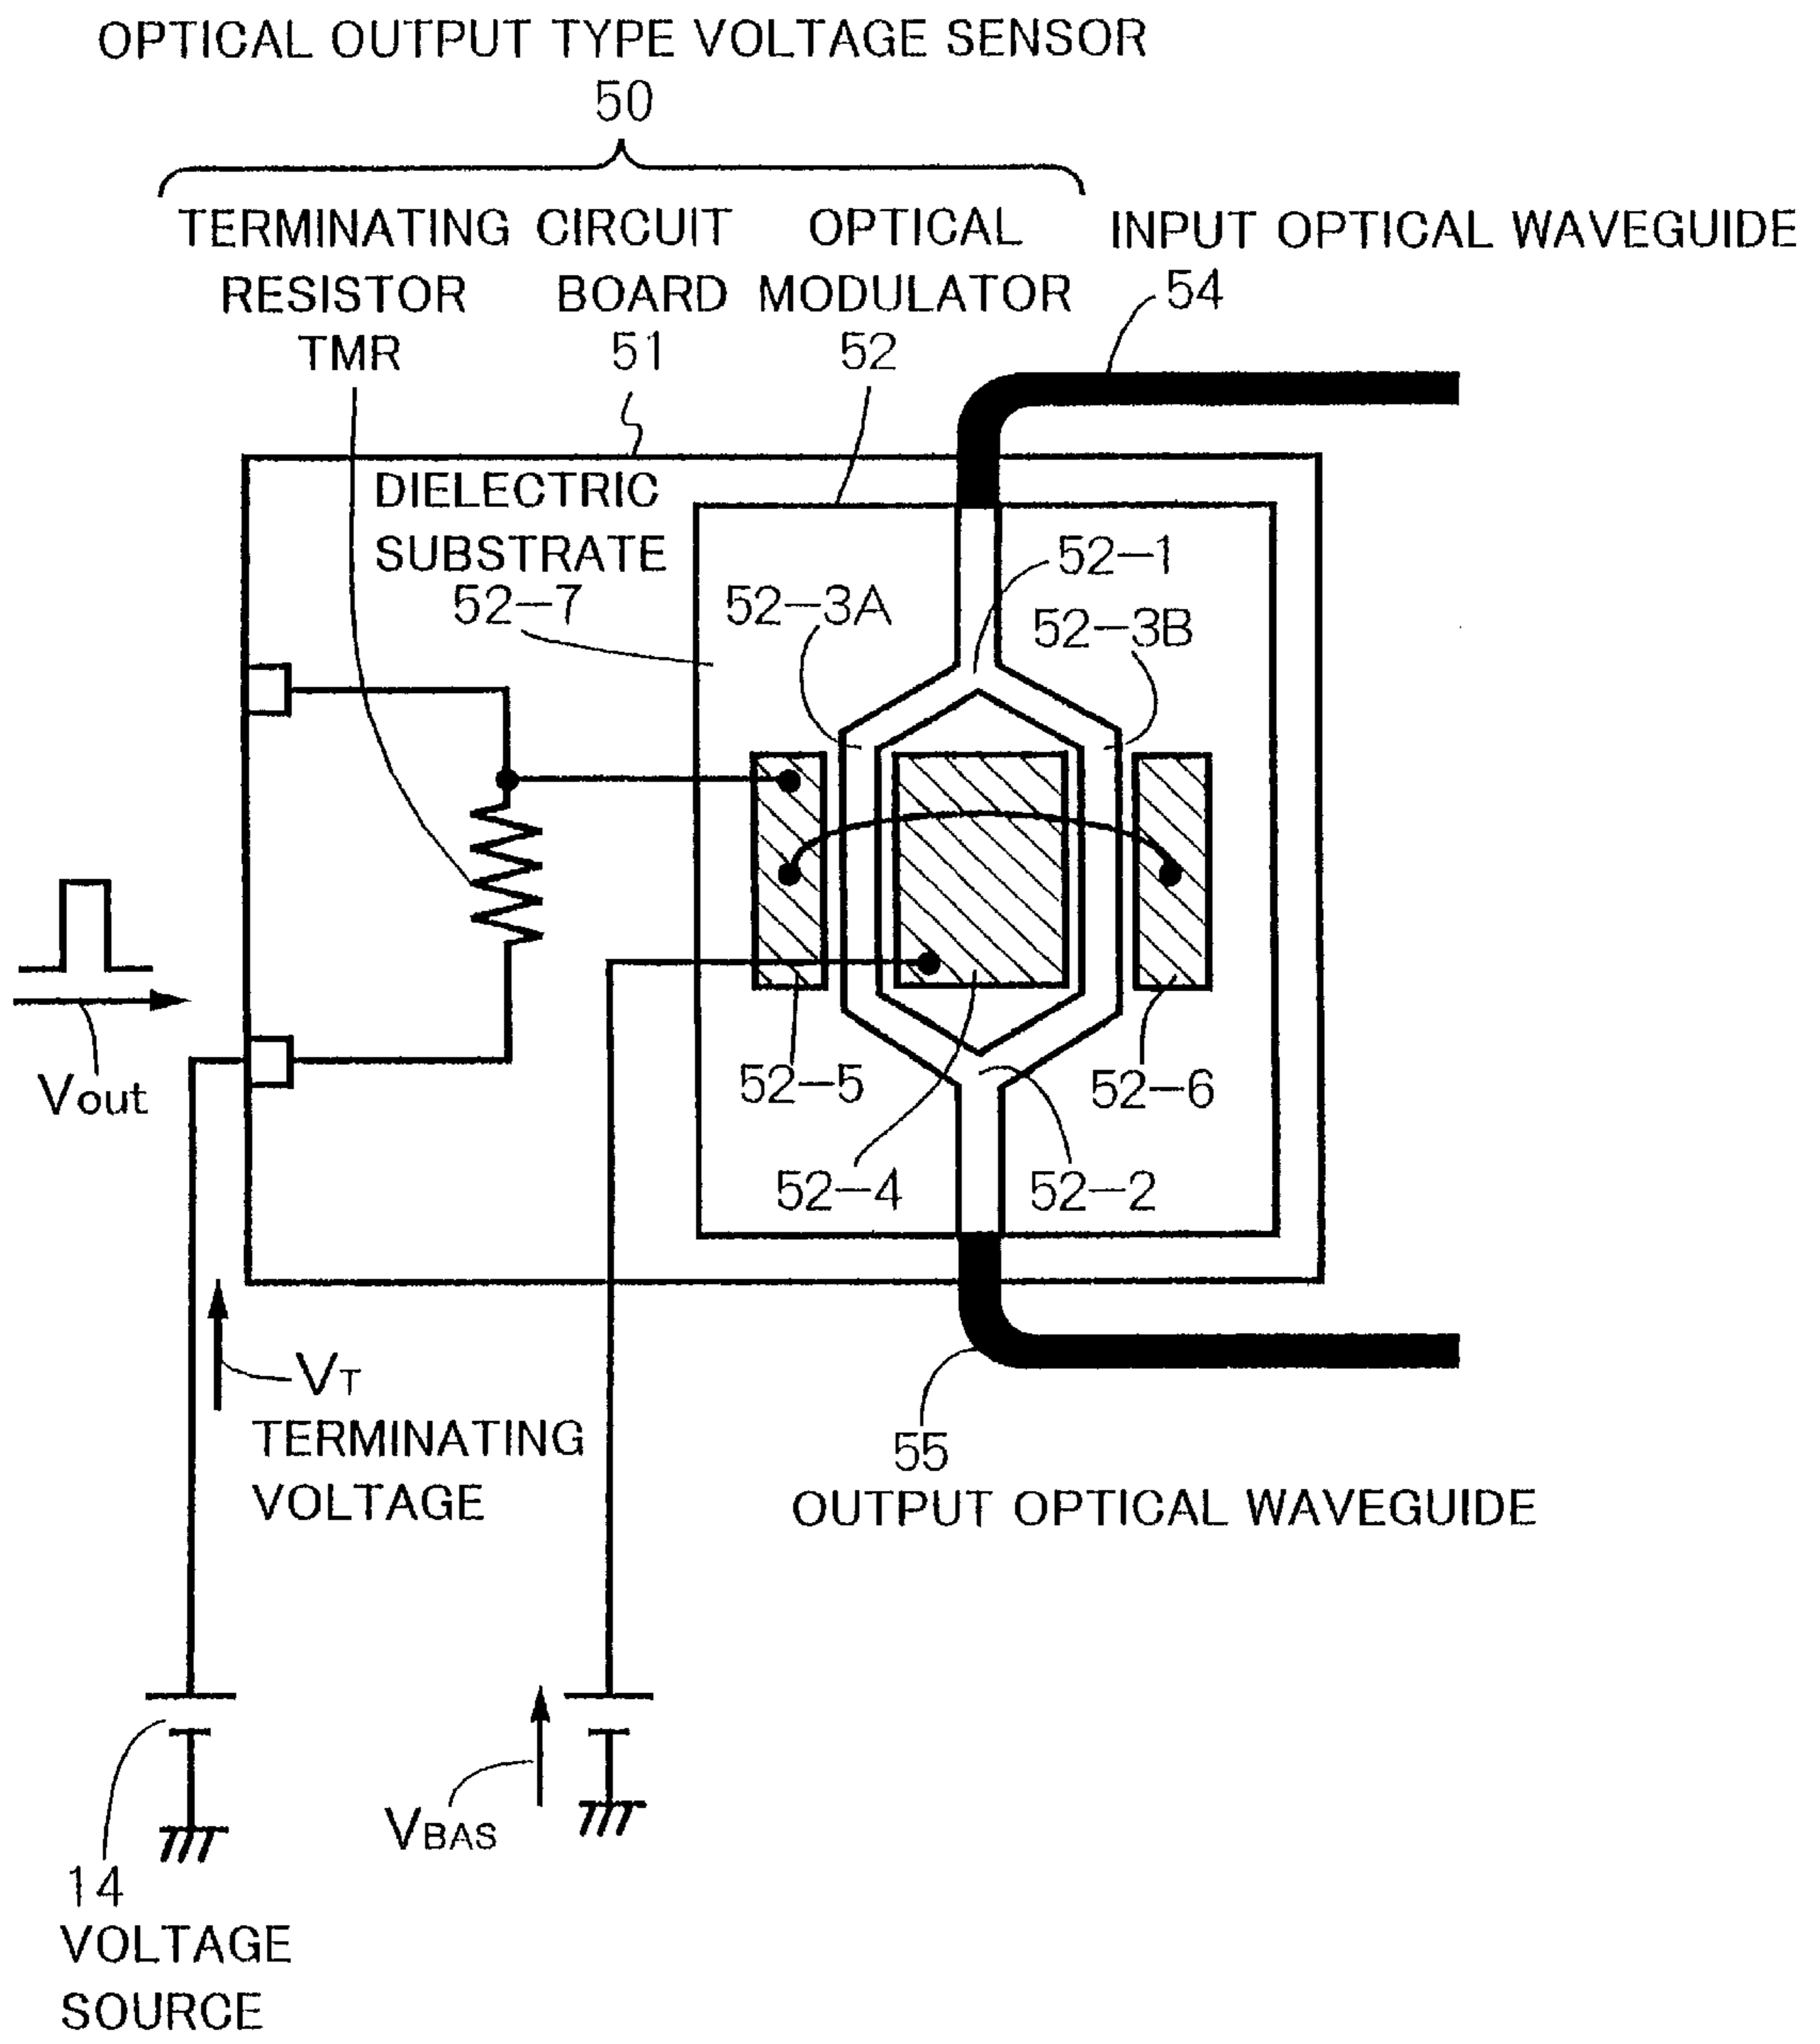 OPTICAL OUTPUT TYPE VOLTAGE SENSOR
50
TERMINATING
RESISTOR
TMR
CIRCUIT
BOARD
51
OPTICAL
MODULATOR
52
INPUT OPTICAL WAVEGUIDE
54
DIELECTRIC
SUBSTRATE
52-7
52-3A
52-1
52-3B
Vout
52-5
52-6
52-4
52-2
VT
TERMINATING
VOLTAGE
55
OUTPUT OPTICAL WAVEGUIDE
VBAS
14
VOLTAGE
SOURCE